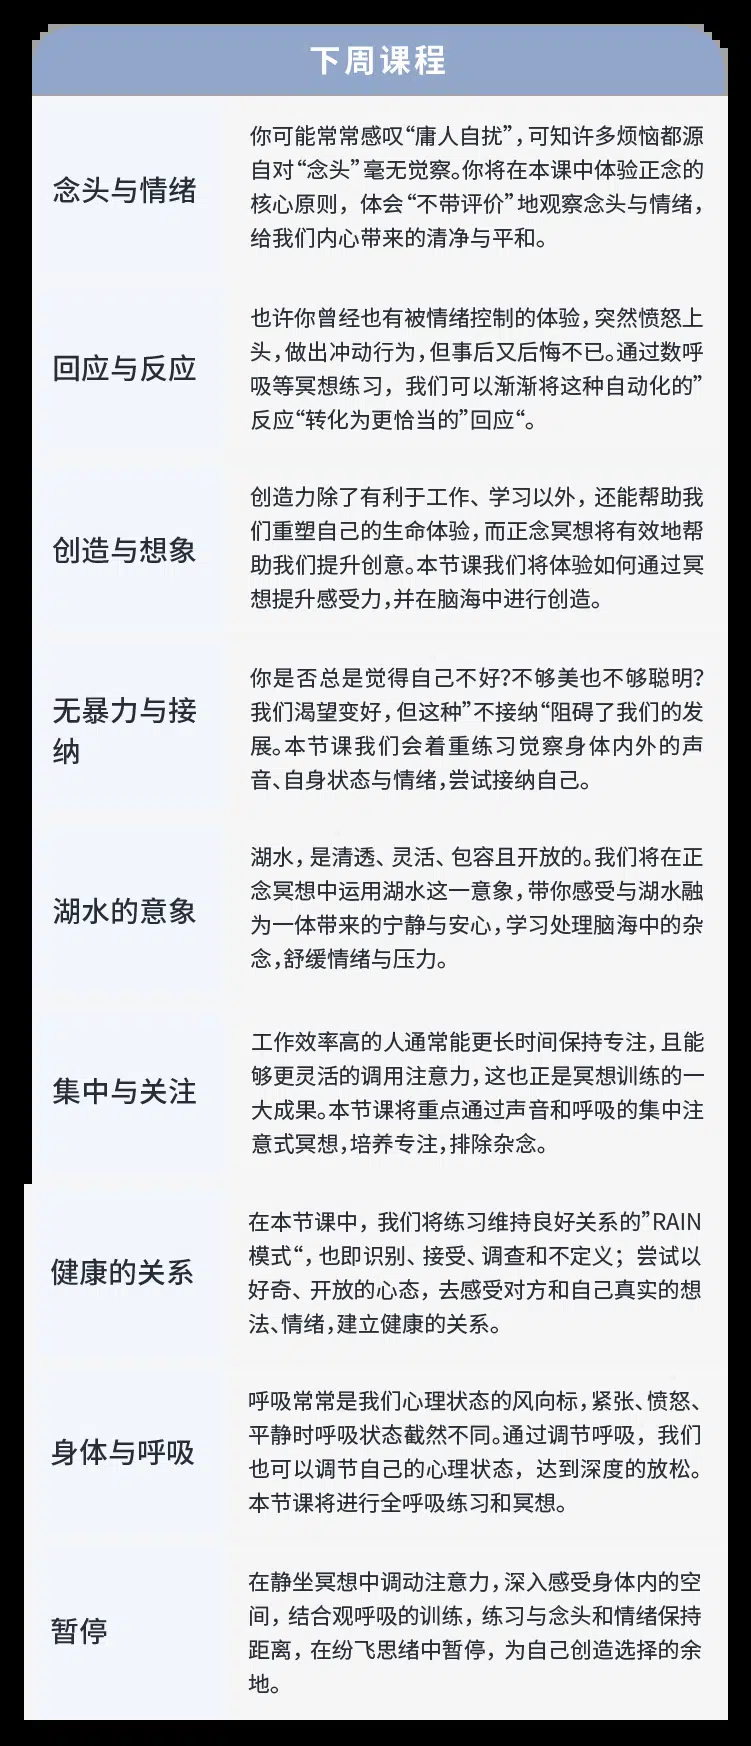 下周课程
念头与情绪
你可能常常感叹“庸人自扰”,可知许多烦恼都源
自对“念头”毫无觉察。你将在本课中体验正念的
核心原则，体会“不带评价”地观察念头与情绪,
给我们内心带来的清净与平和。
回应与反应
也许你曾经也有被情绪控制的体验,突然愤怒上
头,做出冲动行为,但事后又后悔不已。通过数呼
吸等冥想练习，我们可以渐渐将这种自动化的”
反应“转化为更恰当的”回应“。
创造与想象
创造力除了有利于工作、学习以外，还能帮助我
们重塑自己的生命体验,而正念冥想将有效地帮
助我们提升创意。本节课我们将体验如何通过冥
想提升感受力,并在脑海中进行创造。
无暴力与接
纳
你是否总是觉得自己不好?不够美也不够聪明?
我们渴望变好，但这种”不接纳“阻碍了我们的发
展。本节课我们会着重练习觉察身体内外的声
音、自身状态与情绪,尝试接纳自己。
湖水的意象
湖水，是清透、灵活、包容且开放的。我们将在正
念冥想中运用湖水这一意象,带你感受与湖水融
为一体带来的宁静与安心,学习处理脑海中的杂
念,舒缓情绪与压力。
集中与关注
工作效率高的人通常能更长时间保持专注,且能
够更灵活的调用注意力,这也正是冥想训练的一
大成果。本节课将重点通过声音和呼吸的集中注
意式冥想,培养专注,排除杂念。
健康的关系
在本节课中，我们将练习维持良好关系的”RAIN
模式“,也即识别、接受、调查和不定义；尝试以
好奇、开放的心态，去感受对方和自己真实的想
法、情绪,建立健康的关系。
身体与呼吸
呼吸常常是我们心理状态的风向标,紧张、愤怒、
平静时呼吸状态截然不同。通过调节呼吸，我们
也可以调节自己的心理状态，达到深度的放松。
本节课将进行全呼吸练习和冥想。
暂停
在静坐冥想中调动注意力,深入感受身体内的空
间，结合观呼吸的训练，练习与念头和情绪保持
距离，在纷飞思绪中暂停，为自己创造选择的余
地。